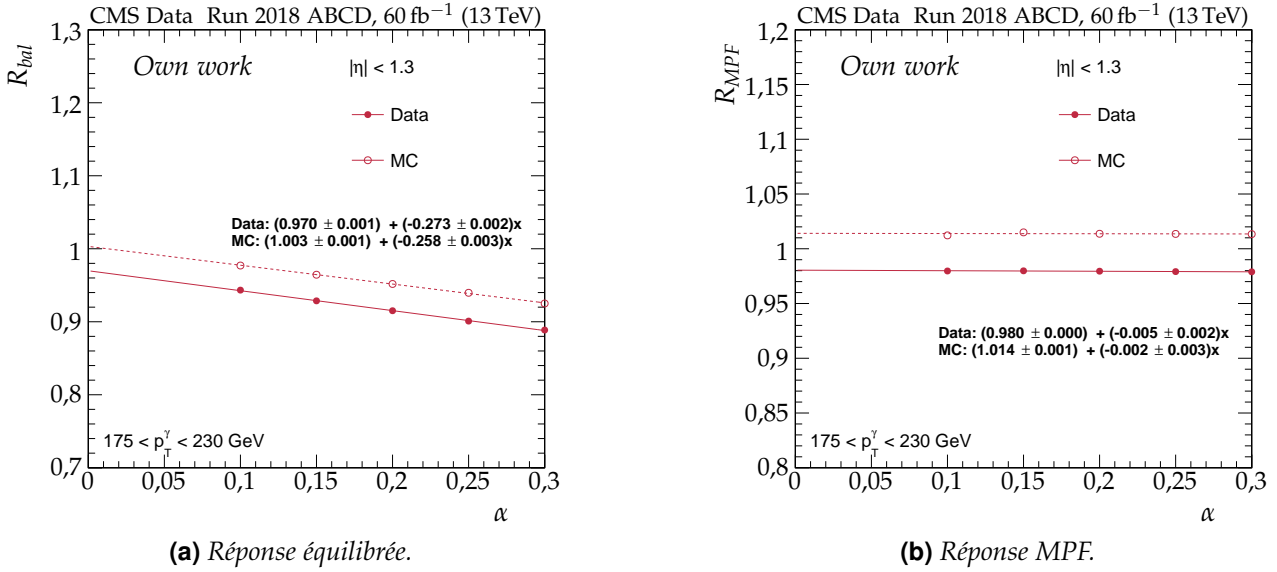 CMS Data Run 2018 ABCD, 60 fb⁻¹ (13 TeV)
R_bal
1,3
1,2
1,1
1
0,9
0,8
0,7
Own work
|η| < 1.3
Data
MC
Data: (0.970 ± 0.001) + (-0.273 ± 0.002)x
MC: (1.003 ± 0.001) + (-0.258 ± 0.003)x
175 < p_T^γ < 230 GeV
0 0,05 0,1 0,15 0,2 0,25 0,3
α
(a) Réponse équilibrée.
CMS Data Run 2018 ABCD, 60 fb⁻¹ (13 TeV)
R_MPF
1,2
1,15
1,1
1,05
1
0,95
0,9
0,85
0,8
Own work
|η| < 1.3
Data
MC
Data: (0.980 ± 0.000) + (-0.005 ± 0.002)x
MC: (1.014 ± 0.001) + (-0.002 ± 0.003)x
175 < p_T^γ < 230 GeV
0 0,05 0,1 0,15 0,2 0,25 0,3
α
(b) Réponse MPF.